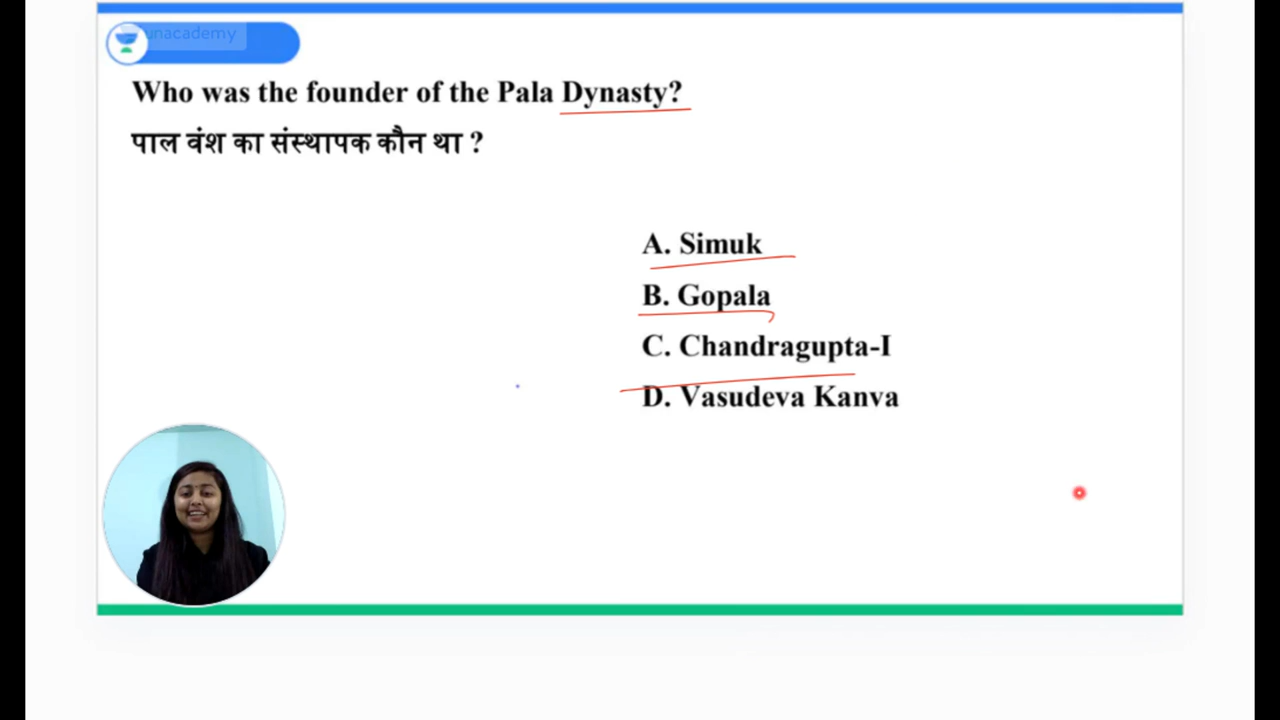 unacademy
Who was the founder of the Pala Dynasty?
पाल वंश का संस्थापक कौन था ?
A. Simuk
B. Gopala
C. Chandragupta-I
D. Vasudeva Kanva